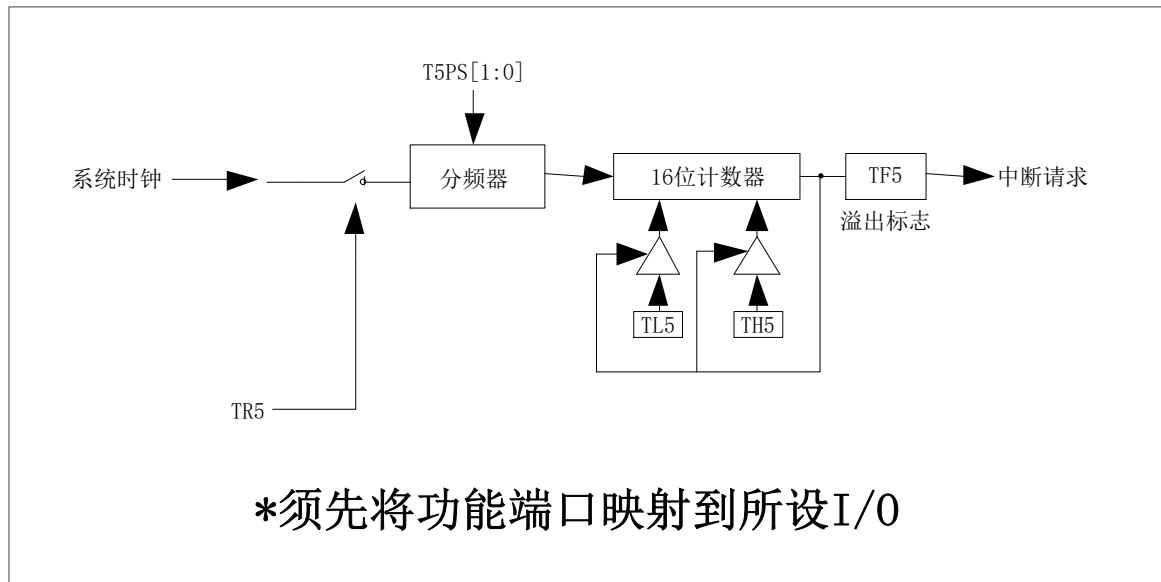 T5PS[1:0]
系统时钟
分频器
16位计数器
TF5
中断请求
溢出标志
TL5
TH5
TR5
*须先将功能端口映射到所设I/O